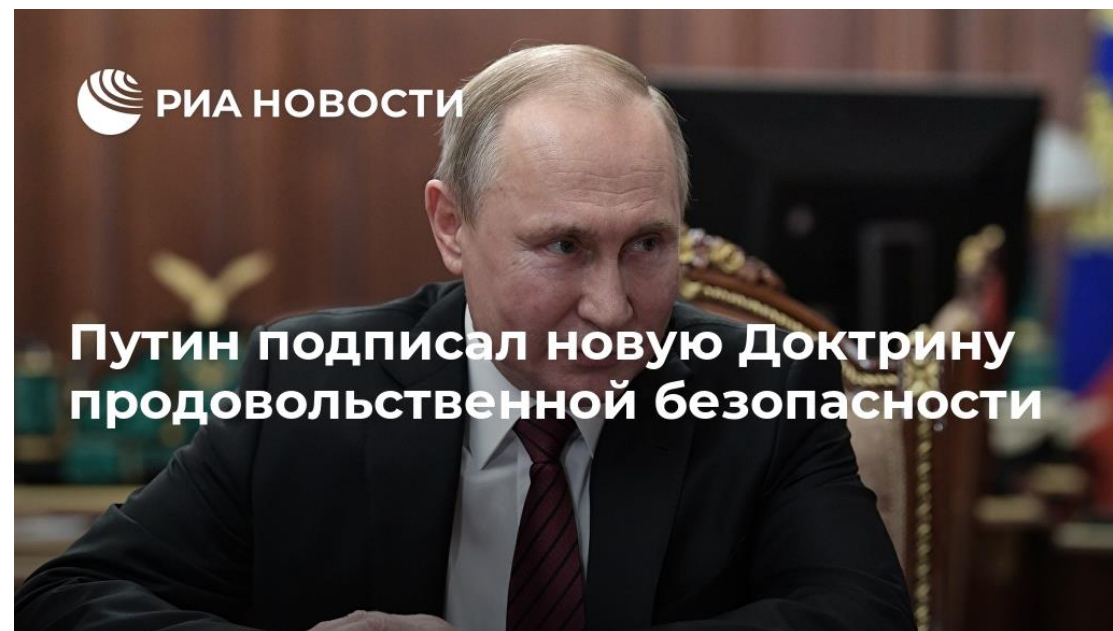 РИА НОВОСТИ
Путин подписал новую Доктрину
продовольственной безопасности